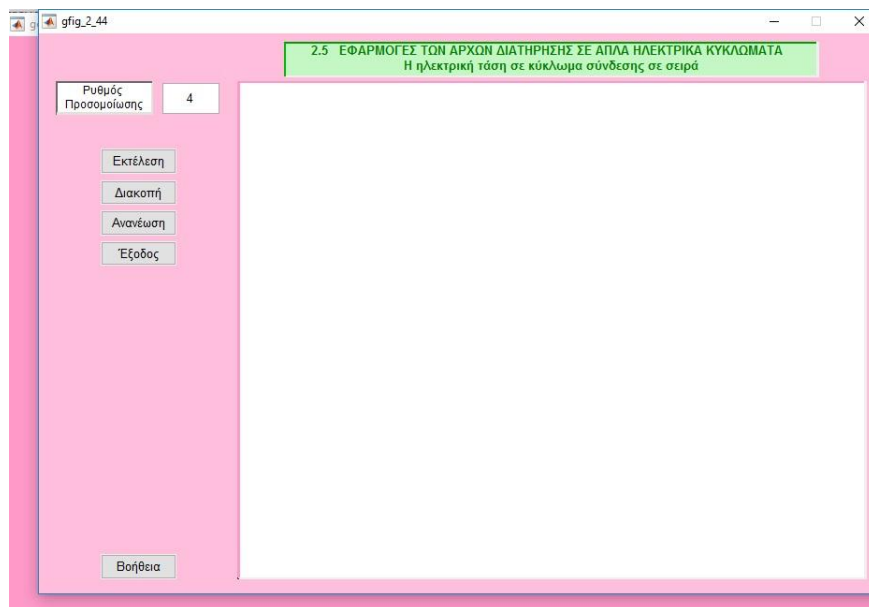 gfig_2_44
2.5 ΕΦΑΡΜΟΓΕΣ ΤΩΝ ΑΡΧΩΝ ΔΙΑΤΗΡΗΣΗΣ ΣΕ ΑΠΛΑ ΗΛΕΚΤΡΙΚΑ ΚΥΚΛΩΜΑΤΑ
Η ηλεκτρική τάση σε κύκλωμα σύνδεσης σε σειρά
Ρυθμός
Προσομοίωσης
4
Εκτέλεση
Διακοπή
Ανανέωση
Έξοδος
Βοήθεια